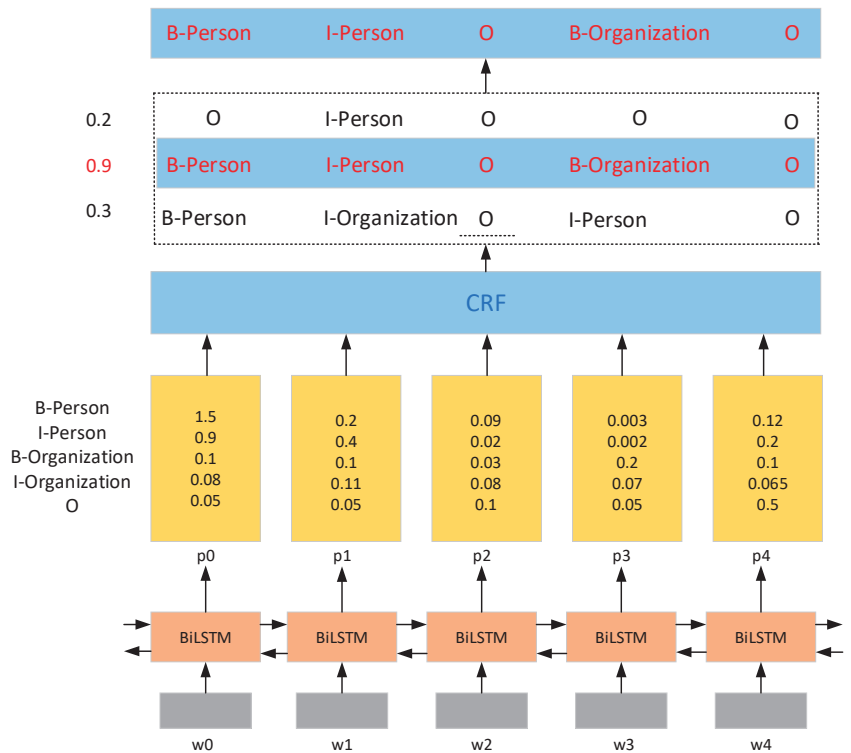 B-Person I-Person O B-Organization O
0.2 O I-Person O O O
0.9 B-Person I-Person O B-Organization O
0.3 B-Person I-Organization O I-Person O
CRF
B-Person 1.5 0.2 0.09 0.003 0.12
I-Person 0.9 0.4 0.02 0.002 0.2
B-Organization 0.1 0.1 0.03 0.2 0.1
I-Organization 0.08 0.11 0.08 0.07 0.065
O 0.05 0.05 0.1 0.05 0.5
p0 p1 p2 p3 p4
BiLSTM BiLSTM BiLSTM BiLSTM BiLSTM
w0 w1 w2 w3 w4